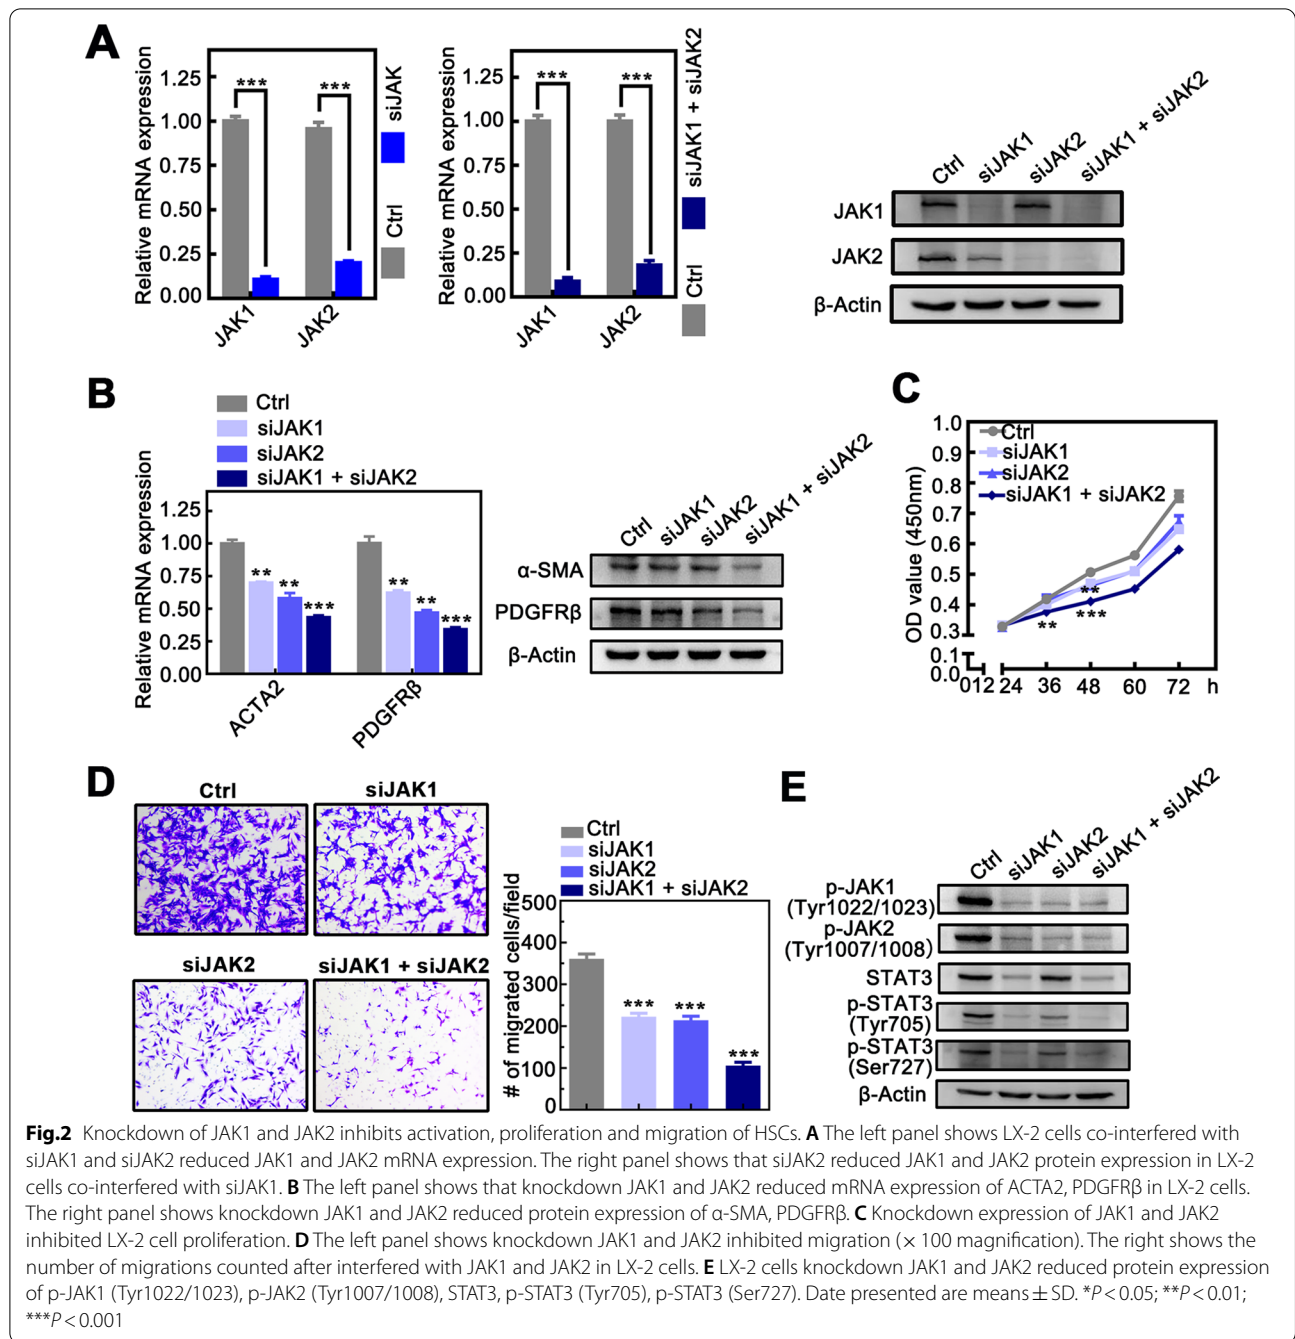 A
Relative mRNA expression
1.25
1.00
0.75
0.50
0.25
0.00
***
***
JAK1
JAK2
Ctrl
siJAK
Relative mRNA expression
1.25
1.00
0.75
0.50
0.25
0.00
***
***
JAK1
JAK2
Ctrl
siJAK1 + siJAK2
Ctrl
siJAK1
siJAK2
siJAK1 + siJAK2
JAK1
JAK2
β-Actin
B
Ctrl
siJAK1
siJAK2
siJAK1 + siJAK2
Relative mRNA expression
1.25
1.00
0.75
0.50
0.25
0.00
**
**
***
**
**
***
ACTA2
PDGFRβ
Ctrl
siJAK1
siJAK2
siJAK1 + siJAK2
α-SMA
PDGFRβ
β-Actin
C
OD value (450nm)
1.0
0.9
0.8
0.7
0.6
0.5
0.4
0.3
0.1
0.0
Ctrl
siJAK1
siJAK2
siJAK1 + siJAK2
**
**
***
012 24 36 48 60 72 h
D
Ctrl
siJAK1
siJAK2
siJAK1 + siJAK2
Ctrl
siJAK1
siJAK2
siJAK1 + siJAK2
# of migrated cells/field
500
400
300
200
100
0
***
***
***
E
Ctrl
siJAK1
siJAK2
siJAK1 + siJAK2
p-JAK1
(Tyr1022/1023)
p-JAK2
(Tyr1007/1008)
STAT3
p-STAT3
(Tyr705)
p-STAT3
(Ser727)
β-Actin
Fig.2 Knockdown of JAK1 and JAK2 inhibits activation, proliferation and migration of HSCs. A The left panel shows LX-2 cells co-interfered with
siJAK1 and siJAK2 reduced JAK1 and JAK2 mRNA expression. The right panel shows that siJAK2 reduced JAK1 and JAK2 protein expression in LX-2
cells co-interfered with siJAK1. B The left panel shows that knockdown JAK1 and JAK2 reduced mRNA expression of ACTA2, PDGFRβ in LX-2 cells.
The right panel shows knockdown JAK1 and JAK2 reduced protein expression of α-SMA, PDGFRβ. C Knockdown expression of JAK1 and JAK2
inhibited LX-2 cell proliferation. D The left panel shows knockdown JAK1 and JAK2 inhibited migration (× 100 magnification). The right shows the
number of migrations counted after interfered with JAK1 and JAK2 in LX-2 cells. E LX-2 cells knockdown JAK1 and JAK2 reduced protein expression
of p-JAK1 (Tyr1022/1023), p-JAK2 (Tyr1007/1008), STAT3, p-STAT3 (Tyr705), p-STAT3 (Ser727). Date presented are means ± SD. *P < 0.05; **P < 0.01;
***P < 0.001